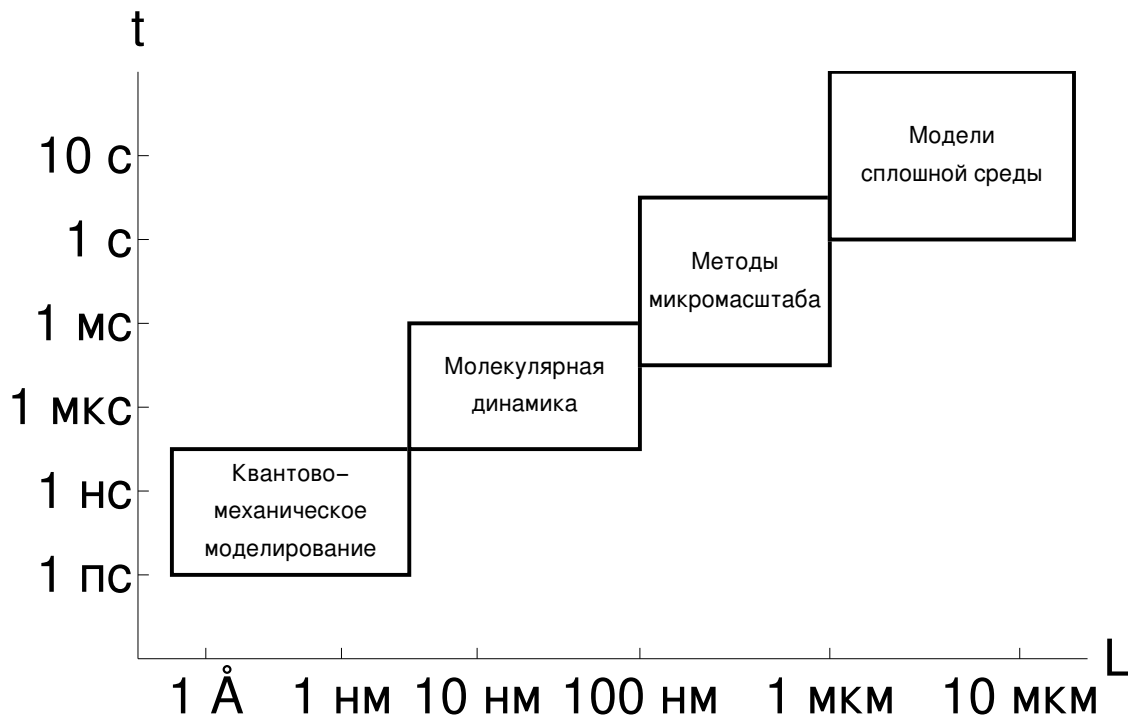 t
10 с
1 с
1 мс
1 мкс
1 нс
1 пс
Модели
сплошной среды
Методы
микромасштаба
Молекулярная
динамика
Квантово–
механическое
моделирование
1 Å 1 нм 10 нм 100 нм 1 мкм 10 мкм
L